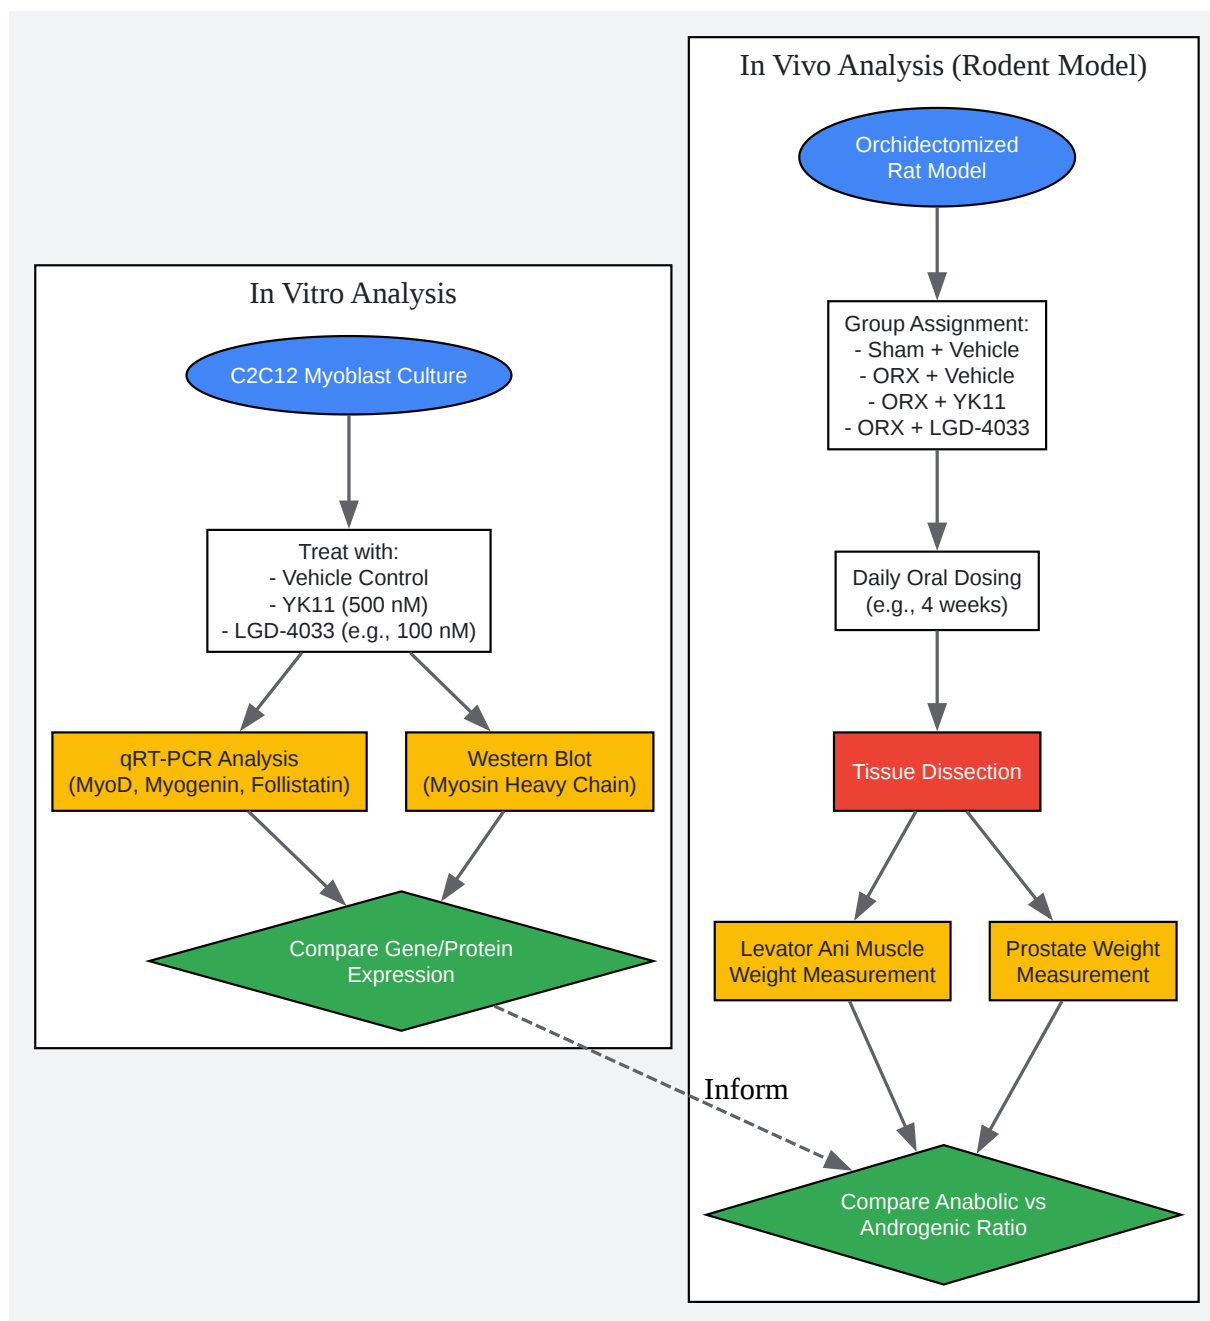 In Vitro Analysis
C2C12 Myoblast Culture
Treat with:
- Vehicle Control
- YK11 (500 nM)
- LGD-4033 (e.g., 100 nM)
qRT-PCR Analysis
(MyoD, Myogenin, Follistatin)
Western Blot
(Myosin Heavy Chain)
Compare Gene/Protein
Expression
Inform
In Vivo Analysis (Rodent Model)
Orchidectomized
Rat Model
Group Assignment:
- Sham + Vehicle
- ORX + Vehicle
- ORX + YK11
- ORX + LGD-4033
Daily Oral Dosing
(e.g., 4 weeks)
Tissue Dissection
Levator Ani Muscle
Weight Measurement
Prostate Weight
Measurement
Compare Anabolic vs
Androgenic Ratio